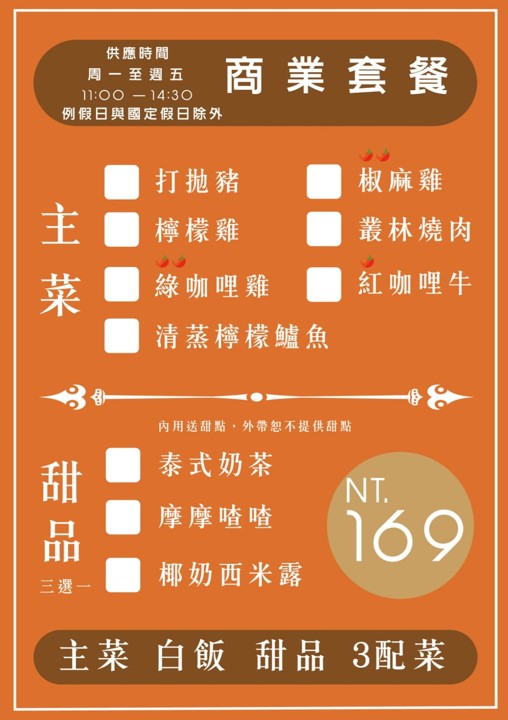 供應時間
周一至週五
11:00 — 14:30
例假日與國定假日除外
商業套餐
主菜
打拋豬
椒麻雞
檸檬雞
叢林燒肉
綠咖哩雞
紅咖哩牛
清蒸檸檬鱸魚
內用送甜點，外帶恕不提供甜點
甜品
三選一
泰式奶茶
摩摩喳喳
椰奶西米露
NT.
169
主菜 白飯 甜品 3配菜